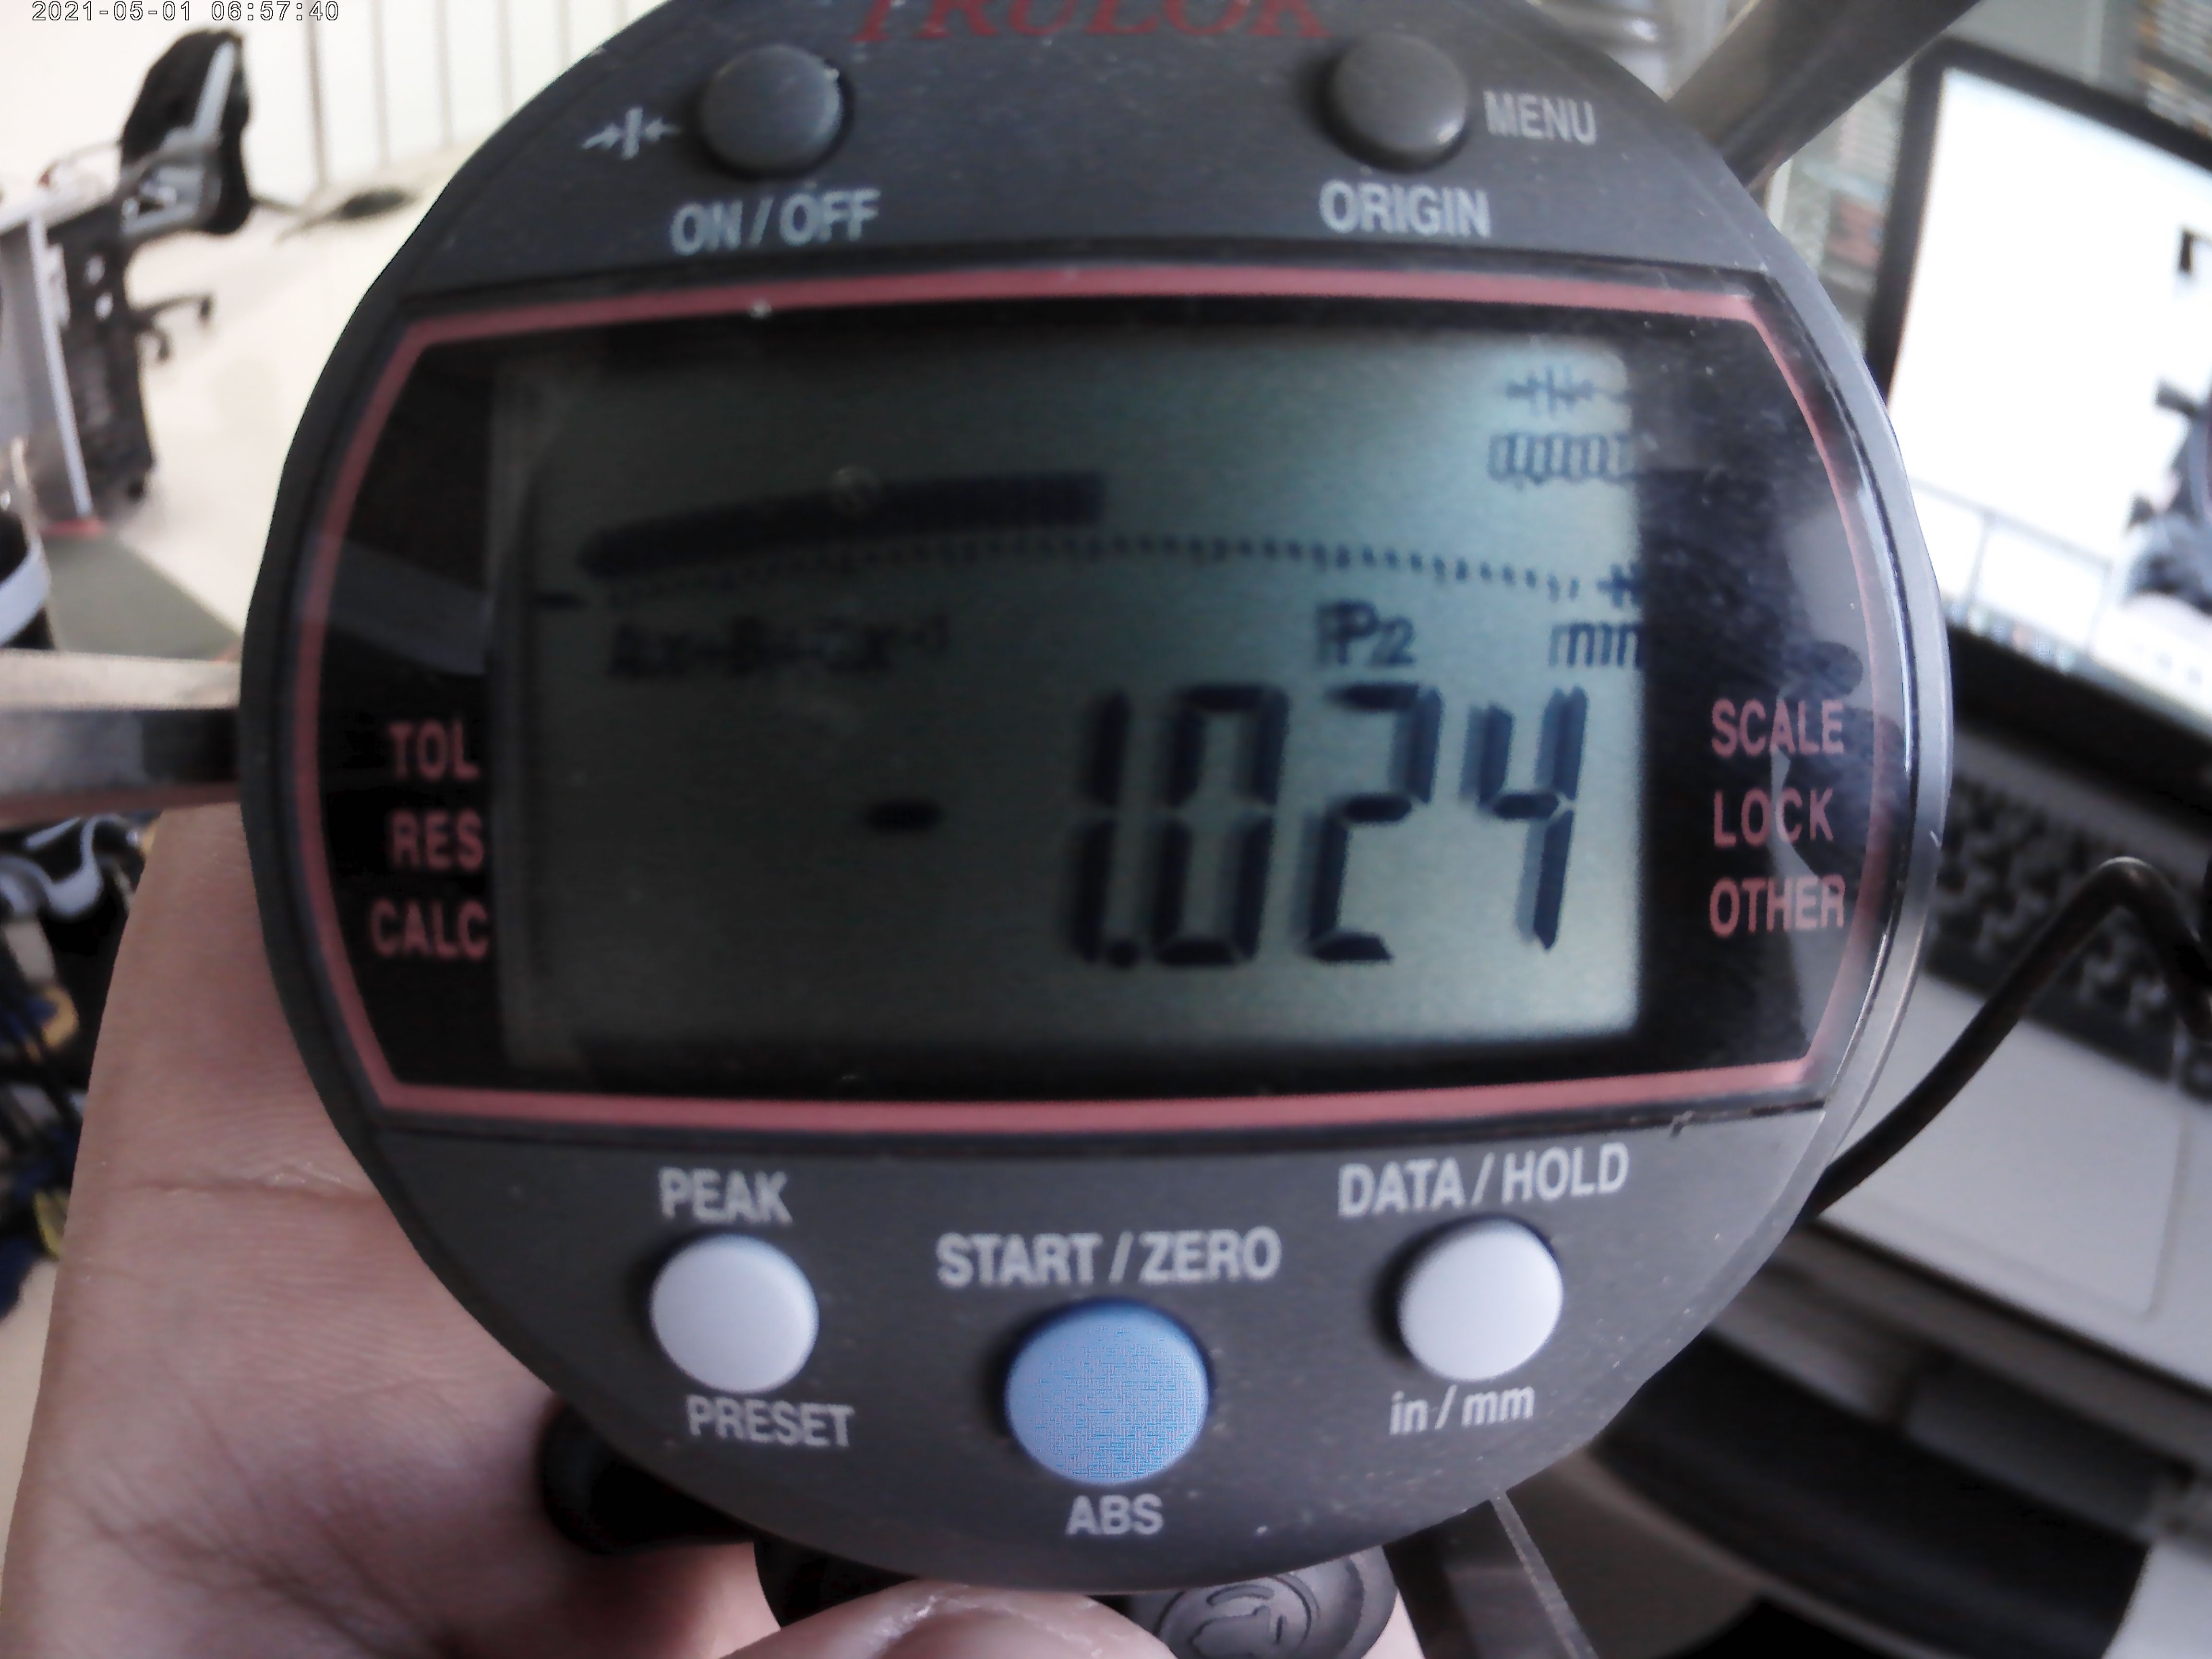 2021-05-01 06:57:40
TRULOK
MENU
ON / OFF
ORIGIN
P2
mm
- 1.024
TOL
RES
CALC
SCALE
LOCK
OTHER
PEAK
DATA / HOLD
START / ZERO
PRESET
in / mm
ABS